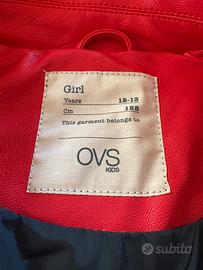 Girl
Years 12-13
Cm 158
This garment belongs to
OVS
KIDS
subito